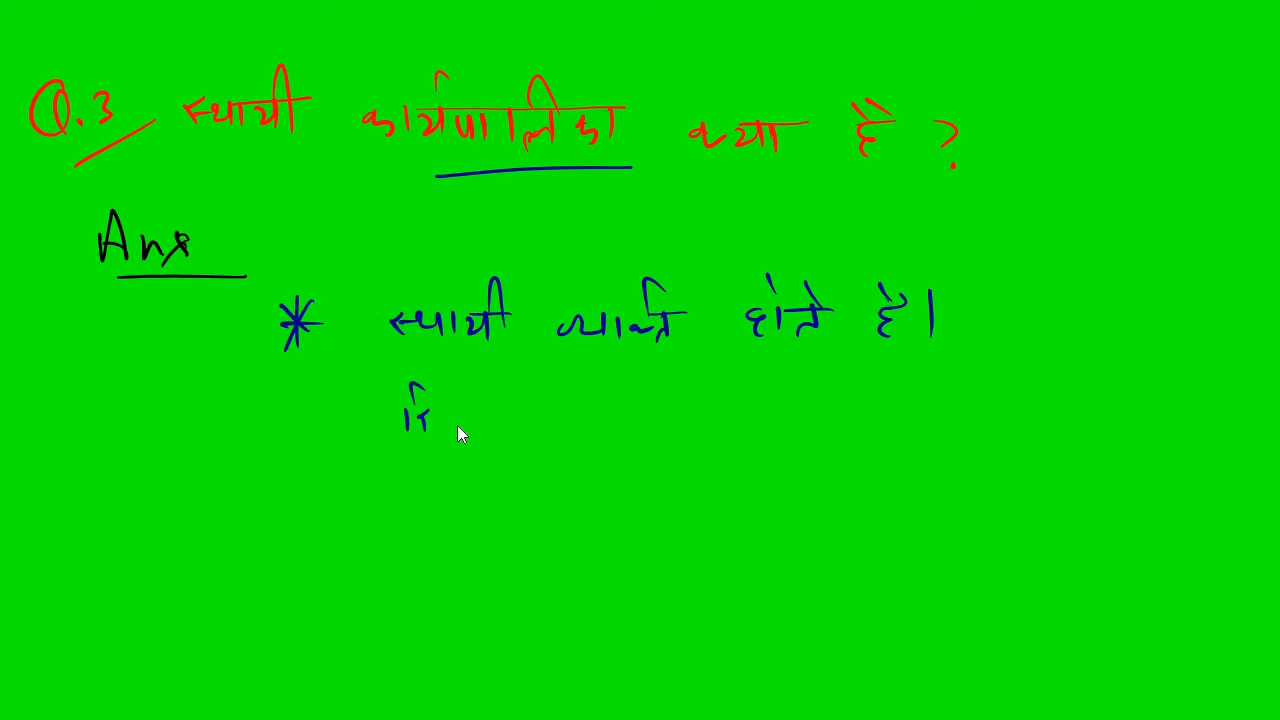 Q.3 स्थायी कार्यपालिका क्या है ?
Ans
* स्थायी व्यक्ति होते हैं।